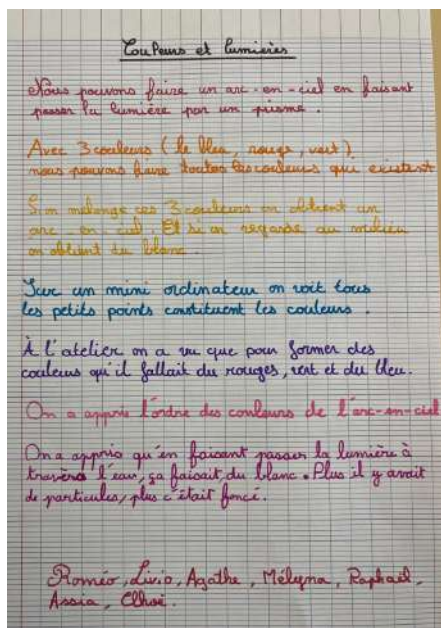 Couleurs et lumières
Nous pouvons faire un arc-en-ciel en faisant
passer la lumière par un prisme.
Avec 3 couleurs (le bleu, rouge, vert)
nous pouvons faire toutes les couleurs qui existent
Si on mélange ces 3 couleurs on obtient un
arc-en-ciel. Et si on regarde au milieu
on obtient du blanc.
Sur un mini ordinateur on voit tous
les petits points constituent les couleurs.
À l'atelier on a vu que pour former des
couleurs qu'il fallait du rouges, vert et du bleu.
On a appris l'ordre des couleurs de l'arc-en-ciel
On a appris qu'en faisant passer la lumière à
travers l'eau, ça faisait du blanc. Plus il y avait
de particules, plus c'était foncé.
Roméo, Livio, Agathe, Mélyna, Raphaël,
Assia, Chloé.